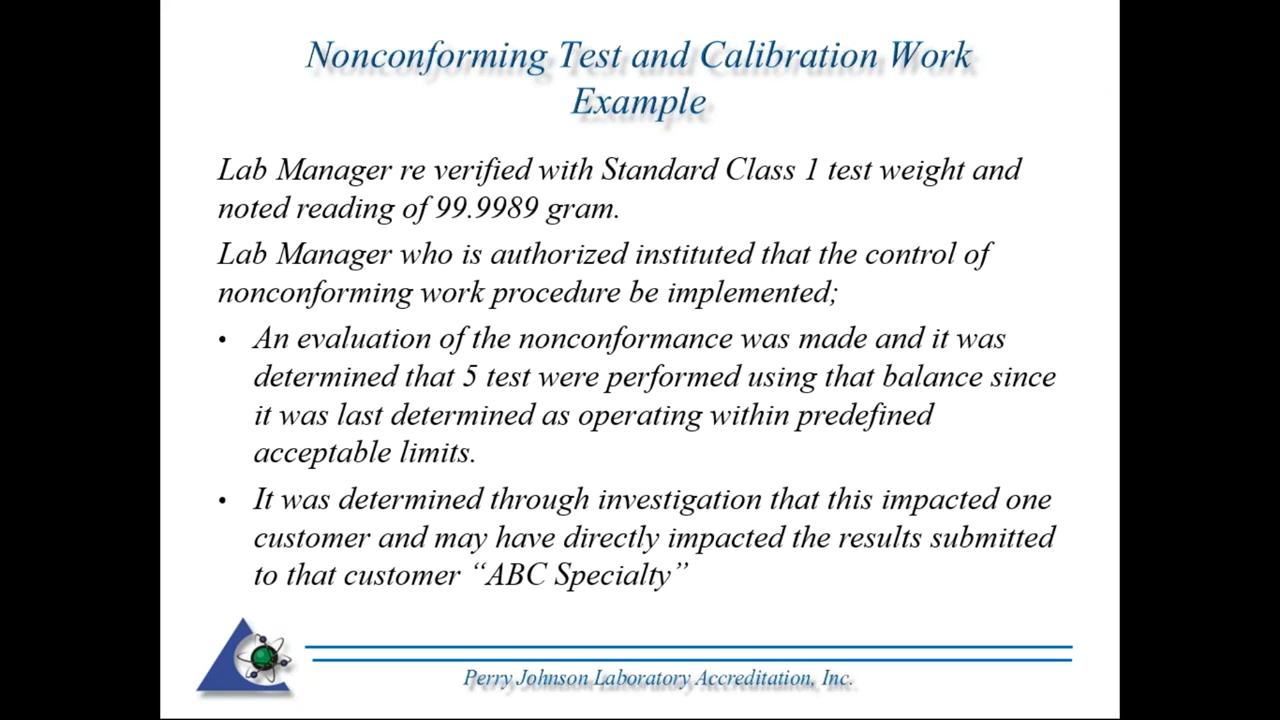 Nonconforming Test and Calibration Work
Example
Lab Manager re verified with Standard Class 1 test weight and
noted reading of 99.9989 gram.
Lab Manager who is authorized instituted that the control of
nonconforming work procedure be implemented;
• An evaluation of the nonconformance was made and it was
determined that 5 test were performed using that balance since
it was last determined as operating within predefined
acceptable limits.
• It was determined through investigation that this impacted one
customer and may have directly impacted the results submitted
to that customer “ABC Specialty”
Perry Johnson Laboratory Accreditation, Inc.